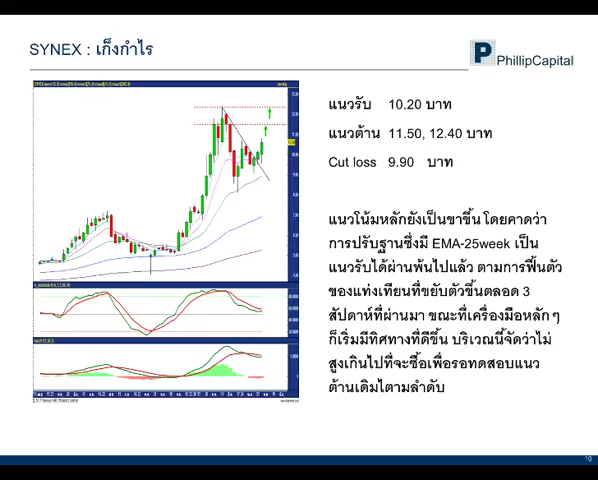 SYNEX : เก็งกำไร
PhillipCapital
แนวรับ 10.20 บาท
แนวต้าน 11.50, 12.40 บาท
Cut loss 9.90 บาท
แนวโน้มหลักยังเป็นขาขึ้น โดยคาดว่า
การปรับฐานซึ่งมี EMA-25week เป็น
แนวรับได้ผ่านพ้นไปแล้ว ตามการฟื้นตัว
ของแท่งเทียนที่ขยับตัวขึ้นตลอด 3
สัปดาห์ที่ผ่านมา ขณะที่เครื่องมือหลัก ๆ
ก็เริ่มมีทิศทางที่ดีขึ้น บริเวณนี้จัดว่าไม่
สูงเกินไปที่จะซื้อเพื่อรอทดสอบแนว
ต้านเดิมไตามลำดับ